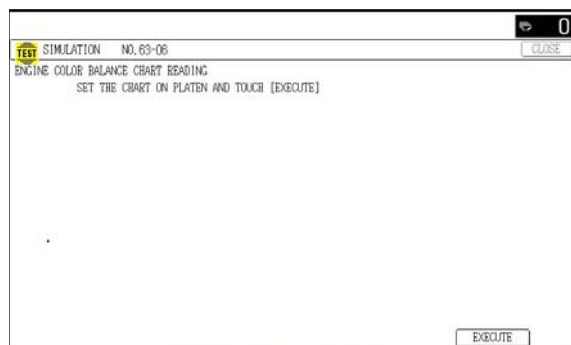 0
TEST SIMULATION NO. 63-06 CLOSE
ENGINE COLOR BALANCE CHART READING
SET THE CHART ON PLATEN AND TOUCH [EXECUTE]
EXECUTE